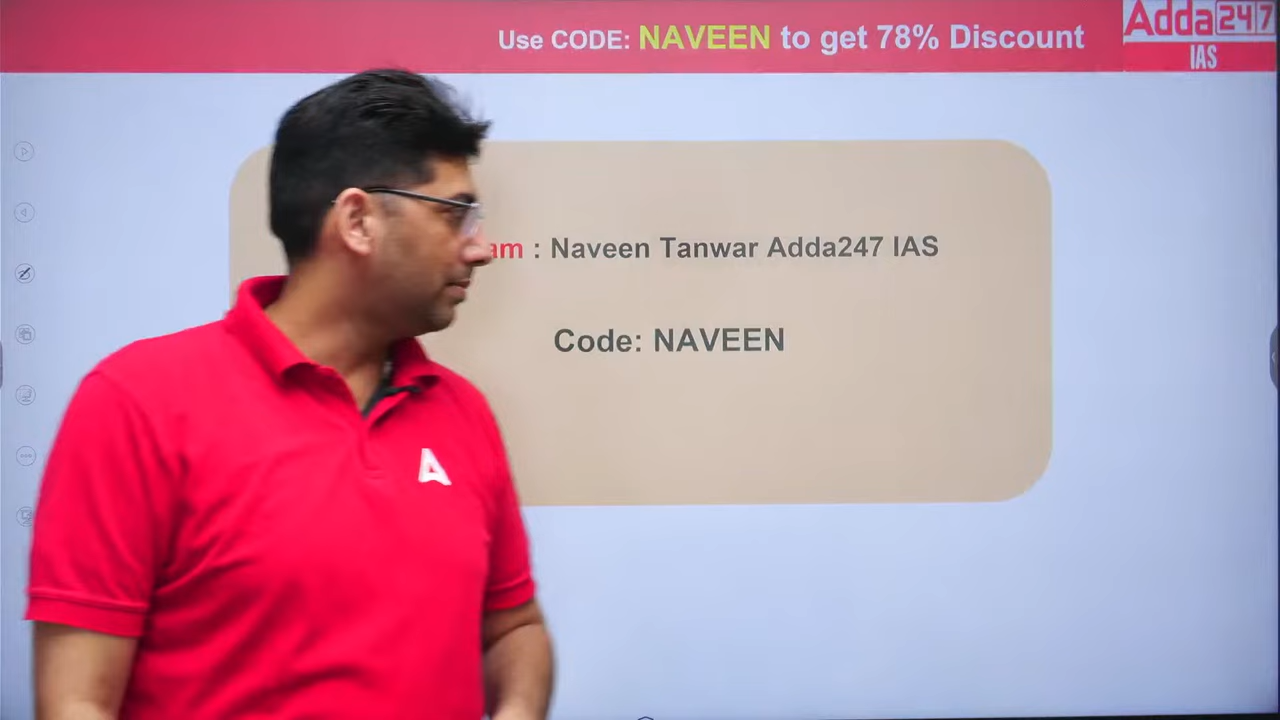 Use CODE: NAVEEN to get 78% Discount
Adda247
IAS
am : Naveen Tanwar Adda247 IAS
Code: NAVEEN
A